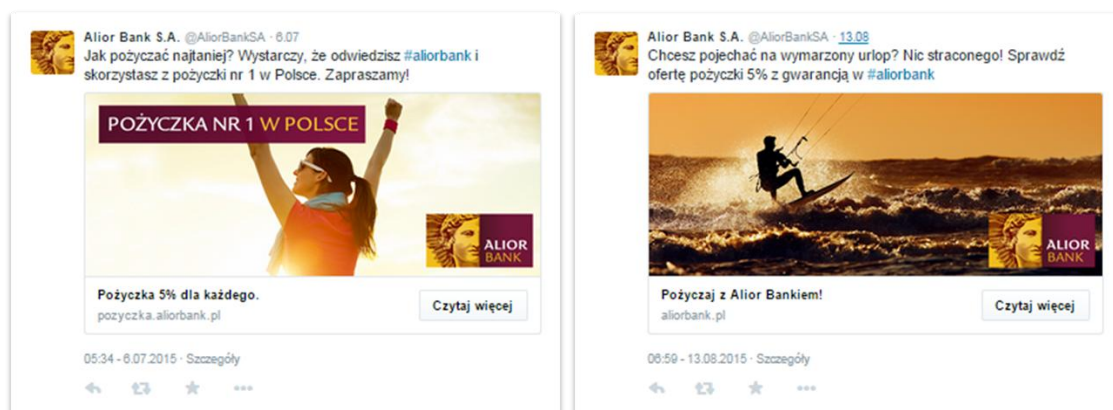 Alior Bank S.A. @AliorBankSA · 6.07
Jak pożyczać najtaniej? Wystarczy, że odwiedzisz #aliorbank i
skorzystasz z pożyczki nr 1 w Polsce. Zapraszamy!
POŻYCZKA NR 1 W POLSCE
ALIOR
BANK
Pożyczka 5% dla każdego.
pozyczka.aliorbank.pl
Czytaj więcej
05:34 - 6.07.2015 · Szczegóły
Alior Bank S.A. @AliorBankSA · 13.08
Chcesz pojechać na wymarzony urlop? Nic straconego! Sprawdź
ofertę pożyczki 5% z gwarancją w #aliorbank
ALIOR
BANK
Pożyczaj z Alior Bankiem!
aliorbank.pl
Czytaj więcej
06:59 - 13.08.2015 · Szczegóły